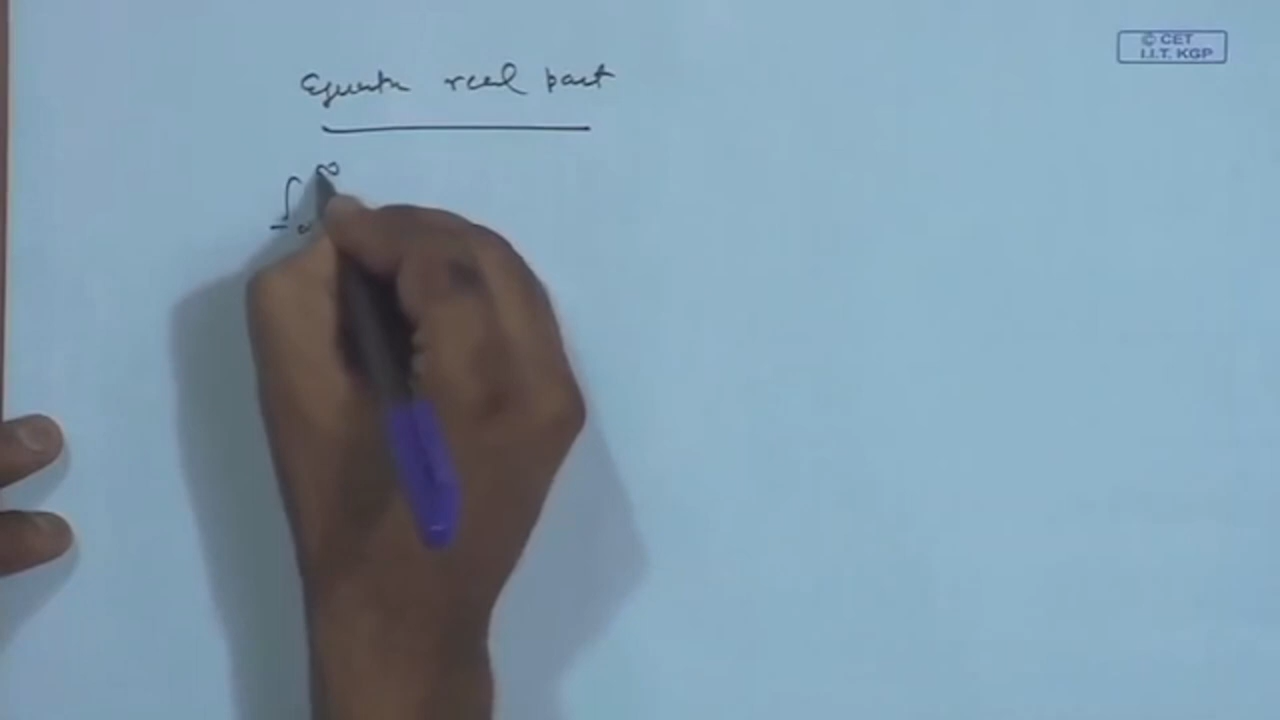 © CET
I.I.T. KGP
Equate real part
∫
∞
-